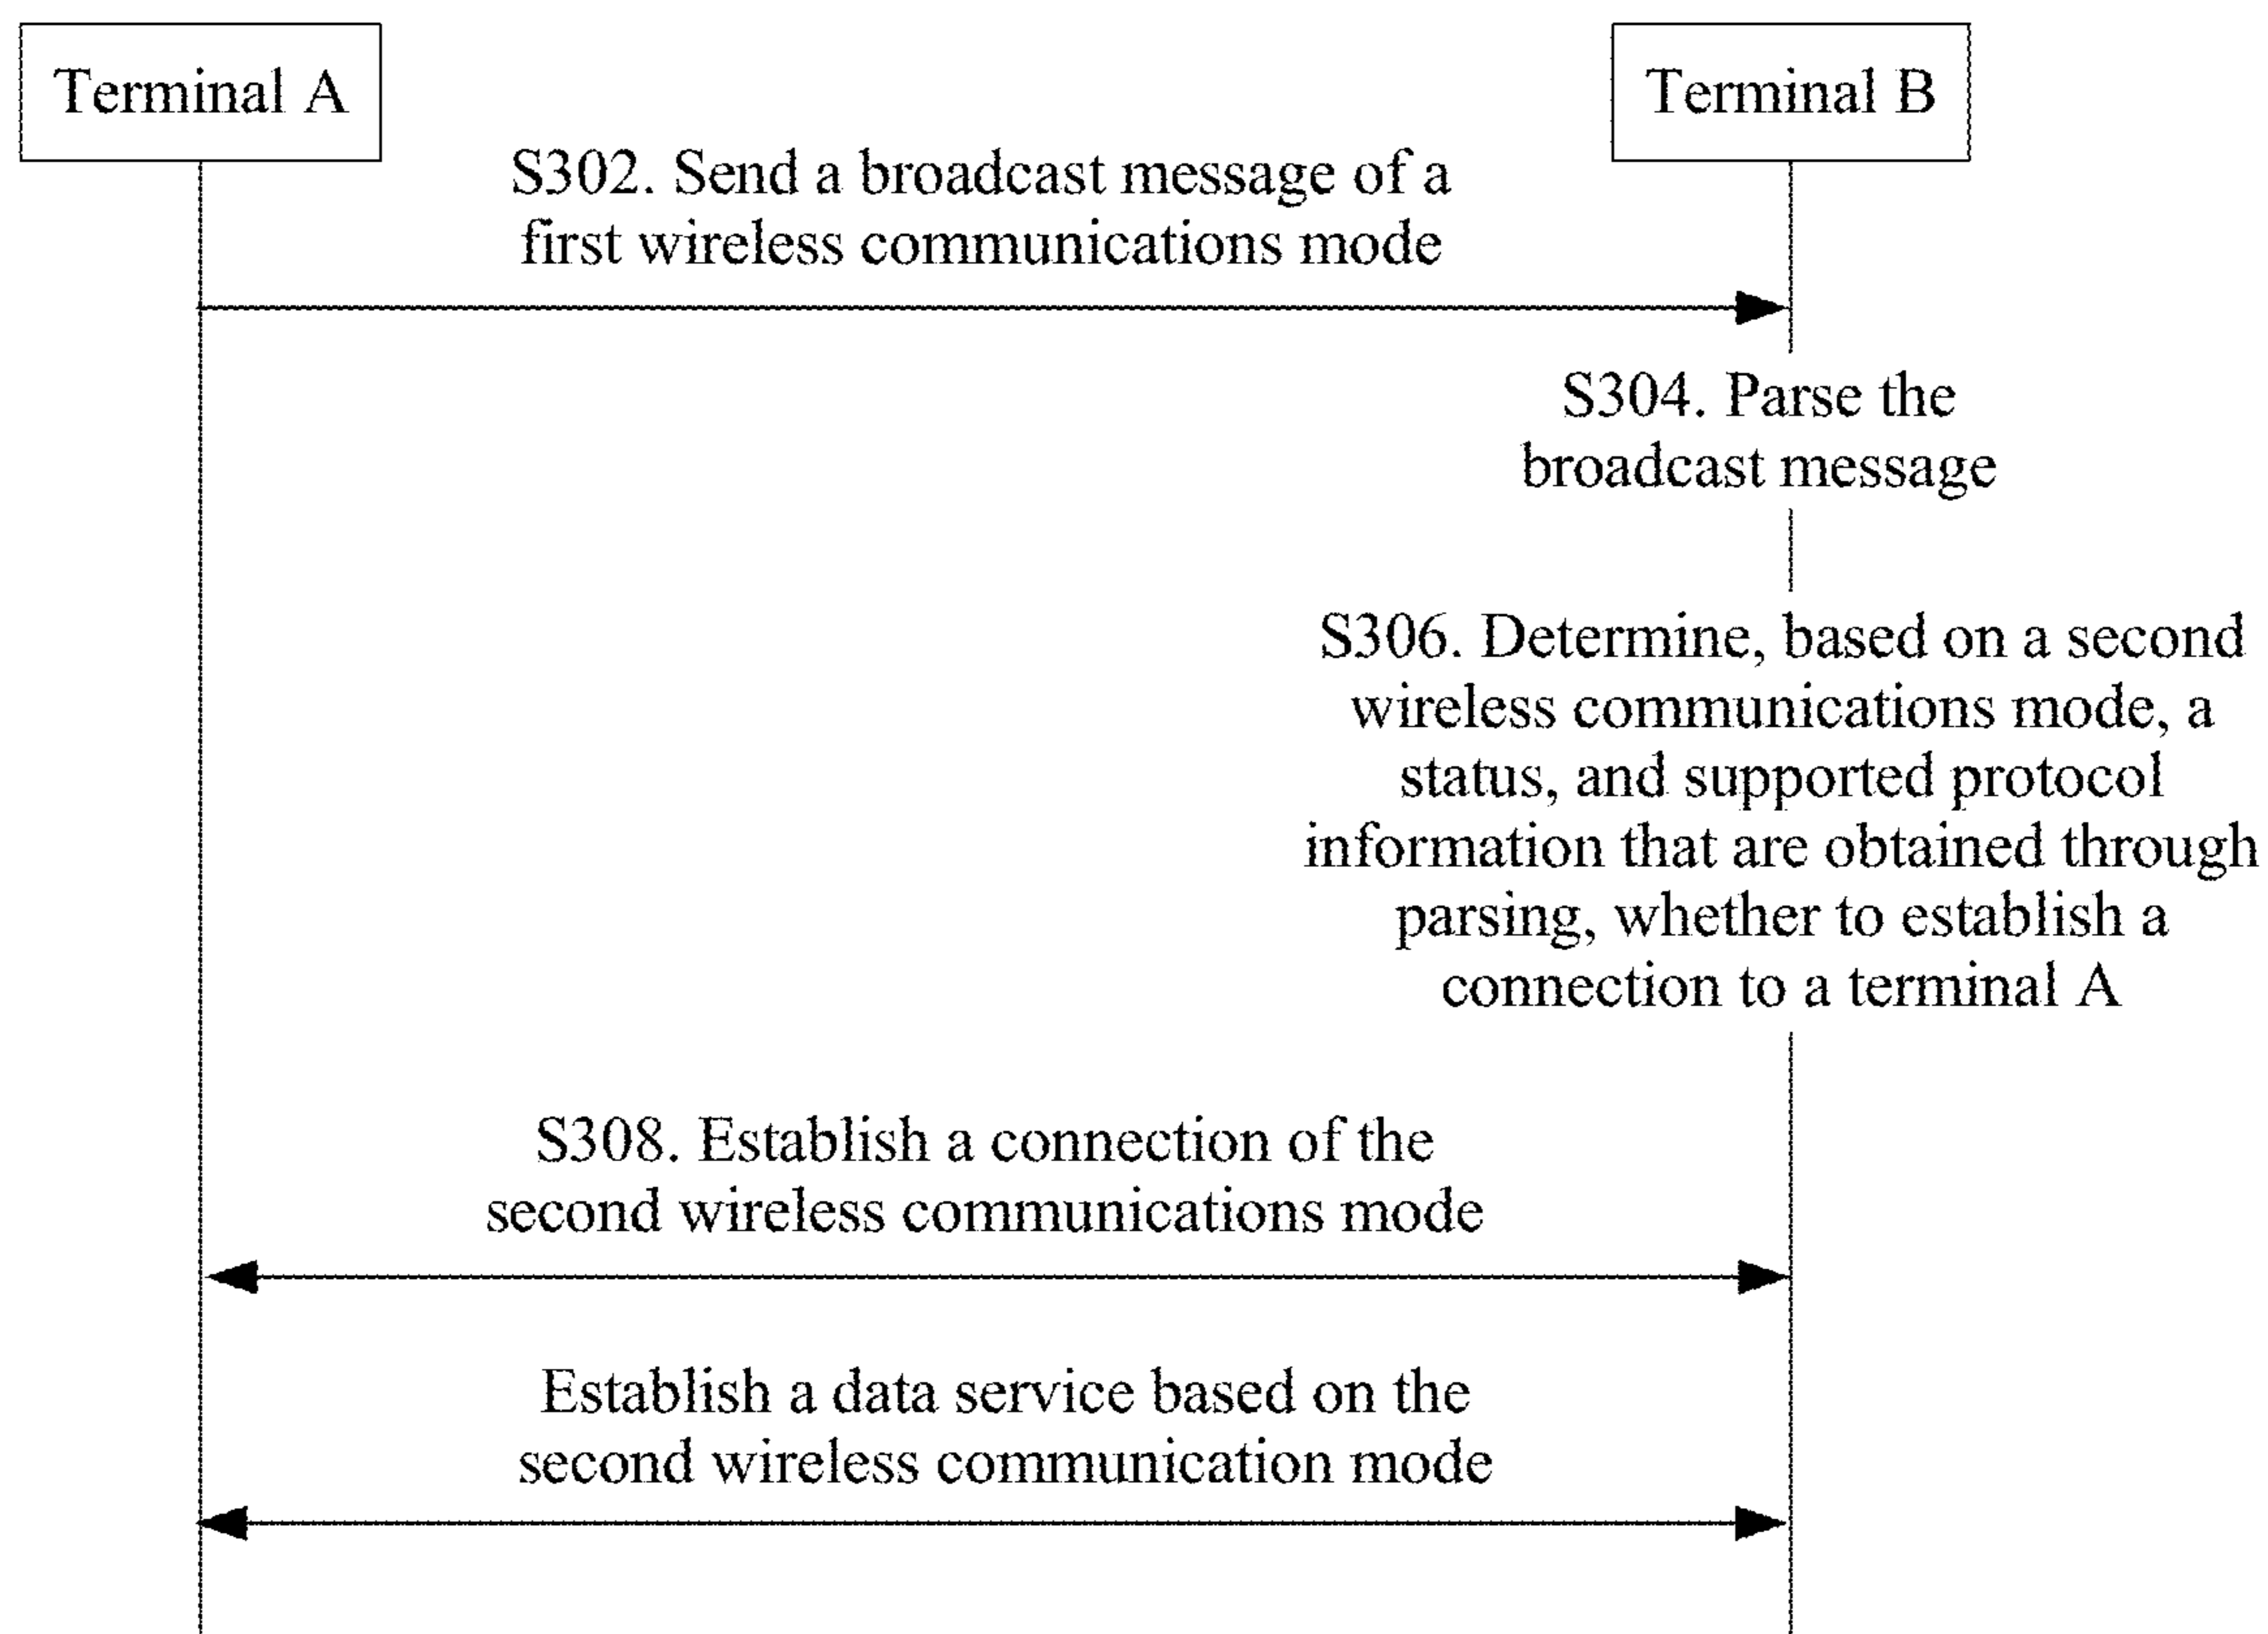 Terminal A
Terminal B
S302. Send a broadcast message of a
first wireless communications mode
S304. Parse the
broadcast message
S306. Determine, based on a second
wireless communications mode, a
status, and supported protocol
information that are obtained through
parsing, whether to establish a
connection to a terminal A
S308. Establish a connection of the
second wireless communications mode
Establish a data service based on the
second wireless communication mode